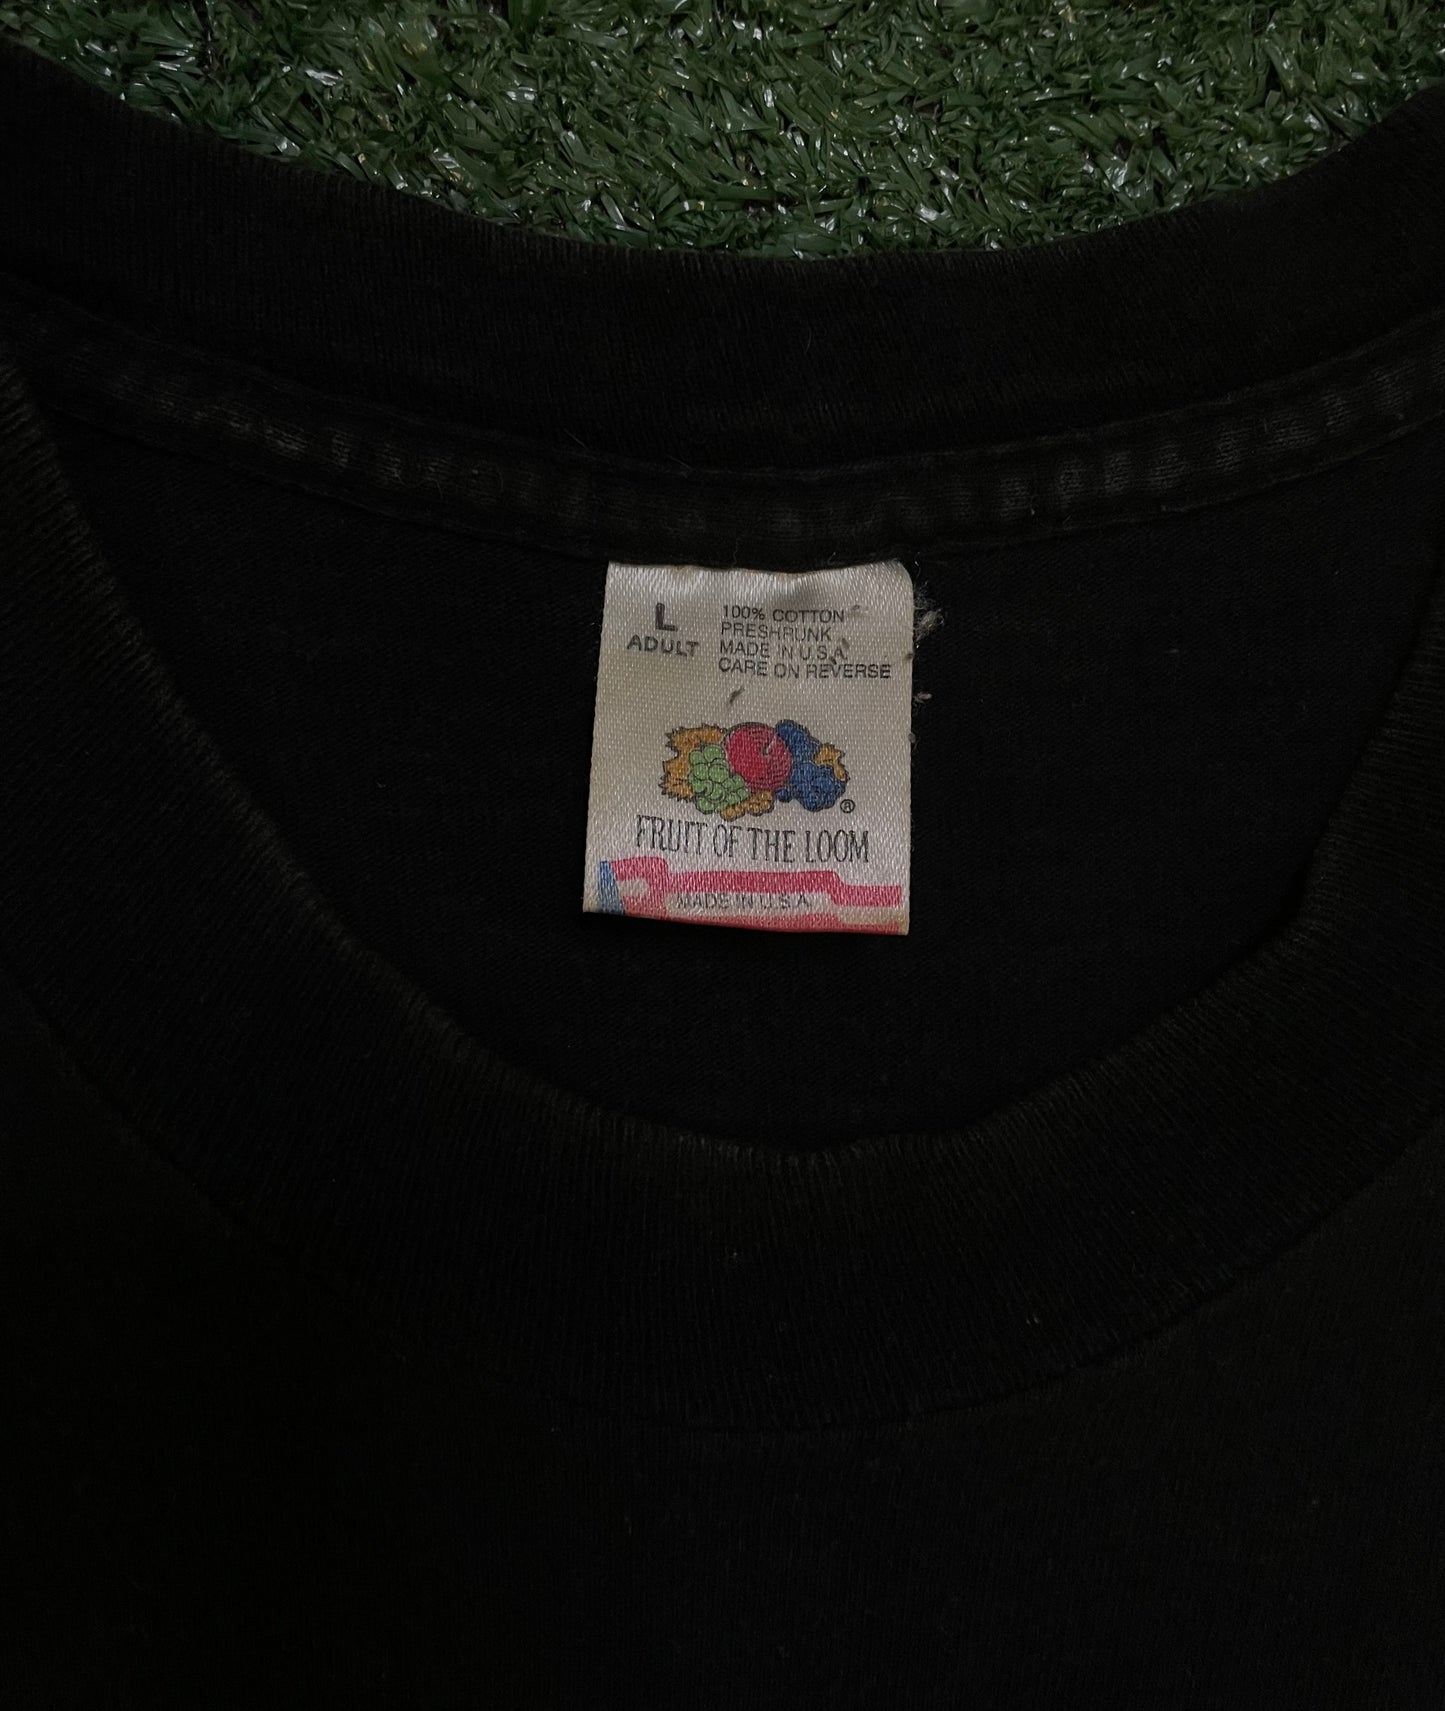 L
ADULT
100% COTTON
PRESHRUNK
MADE IN U.S.A.
CARE ON REVERSE
®
FRUIT OF THE LOOM
MADE IN U.S.A.